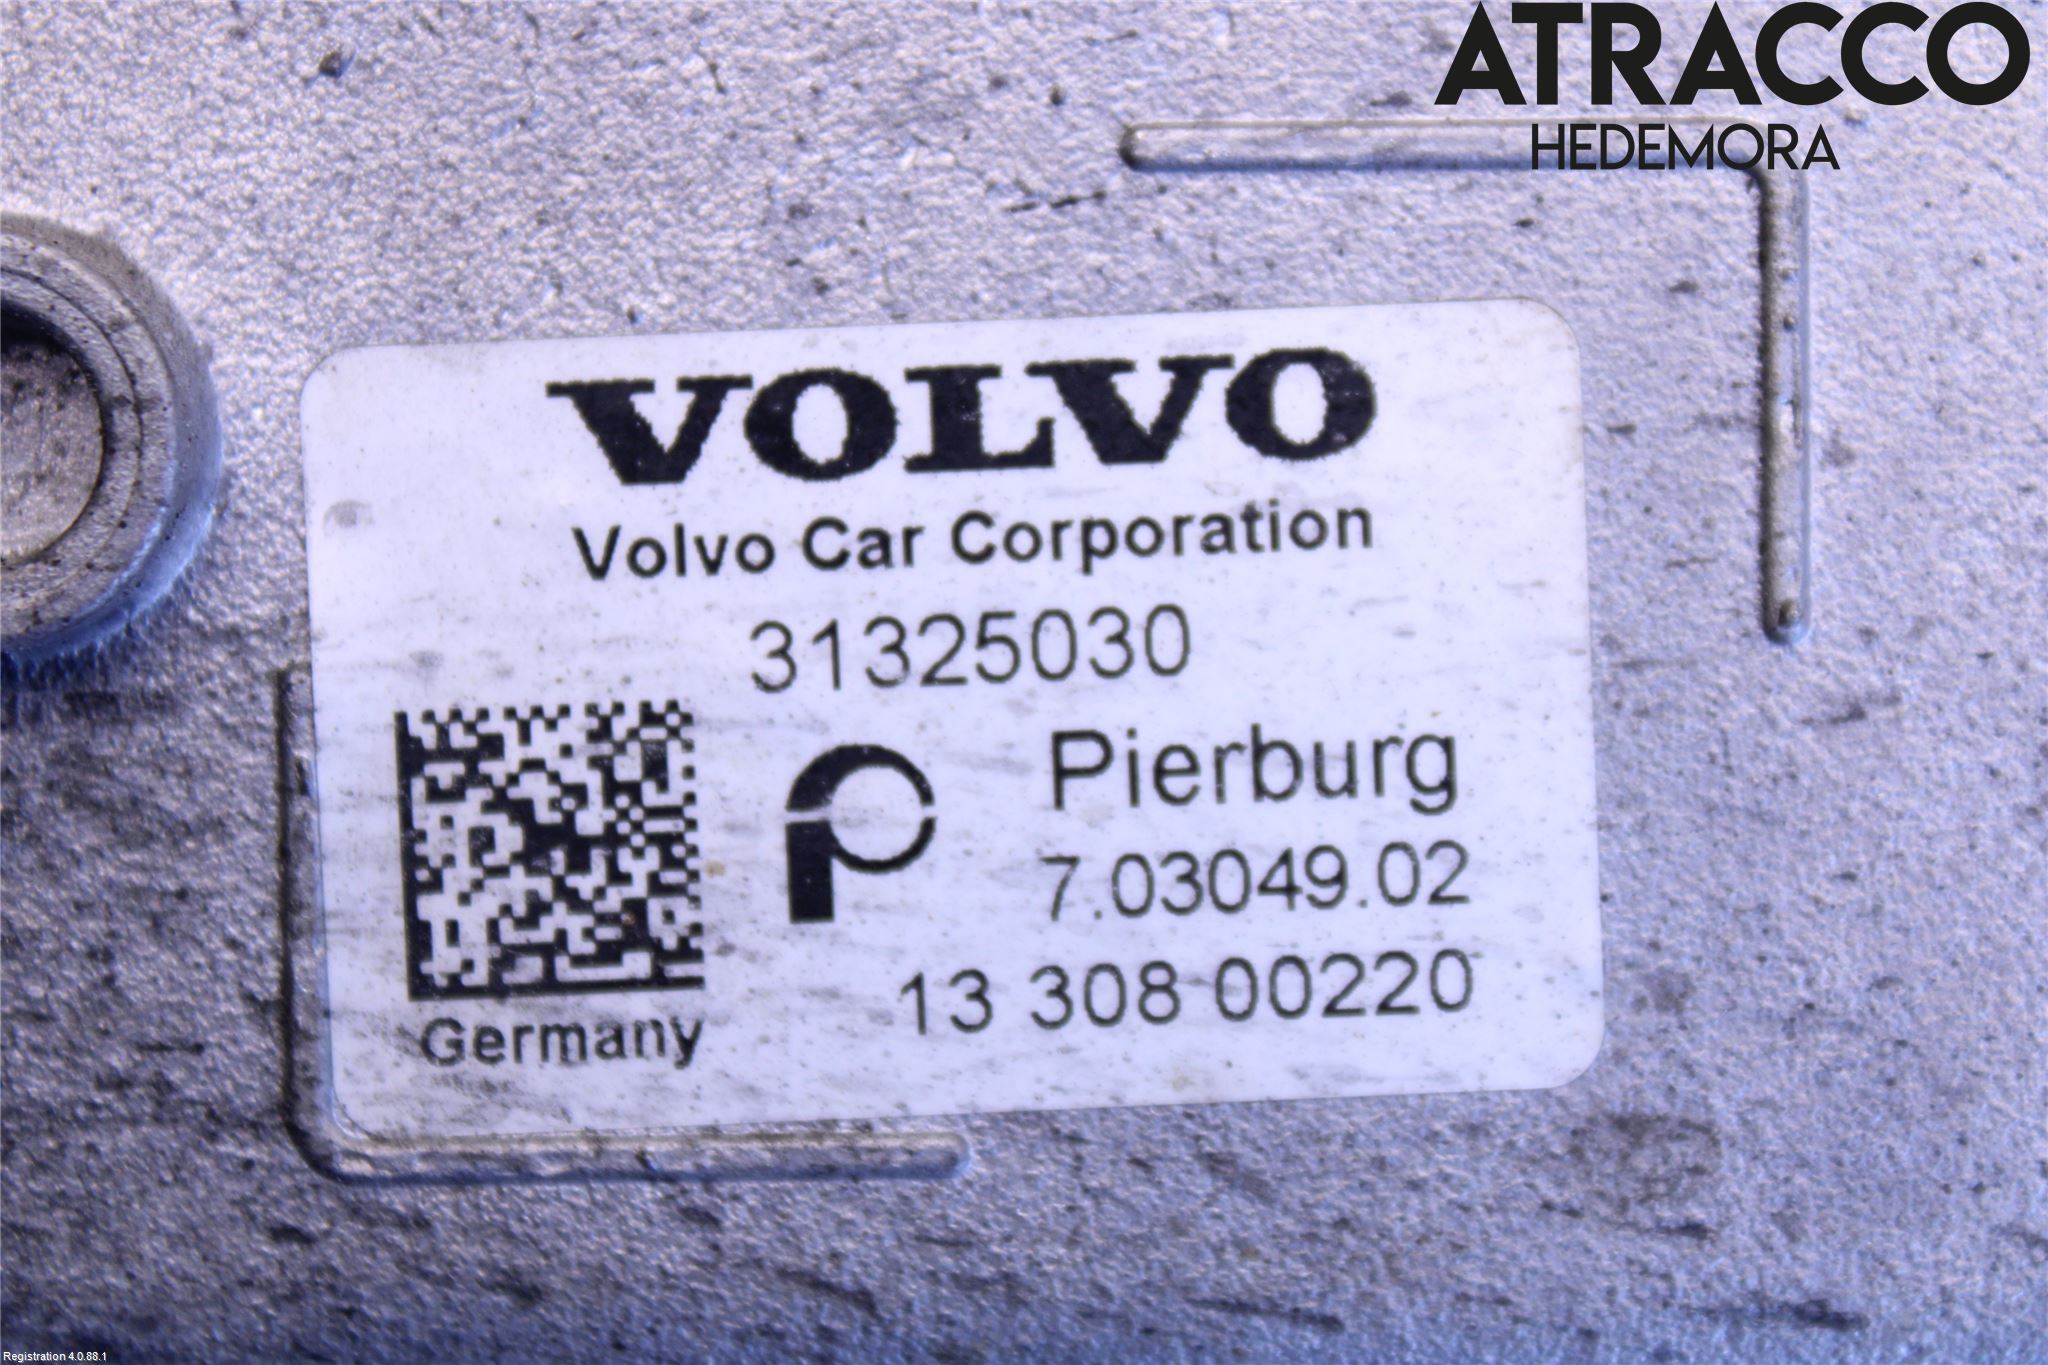 ATRACCO
HEDEMORA
VOLVO
Volvo Car Corporation
31325030
Pierburg
7.03049.02
13 308 00220
Germany
Registration 4.0.88.1